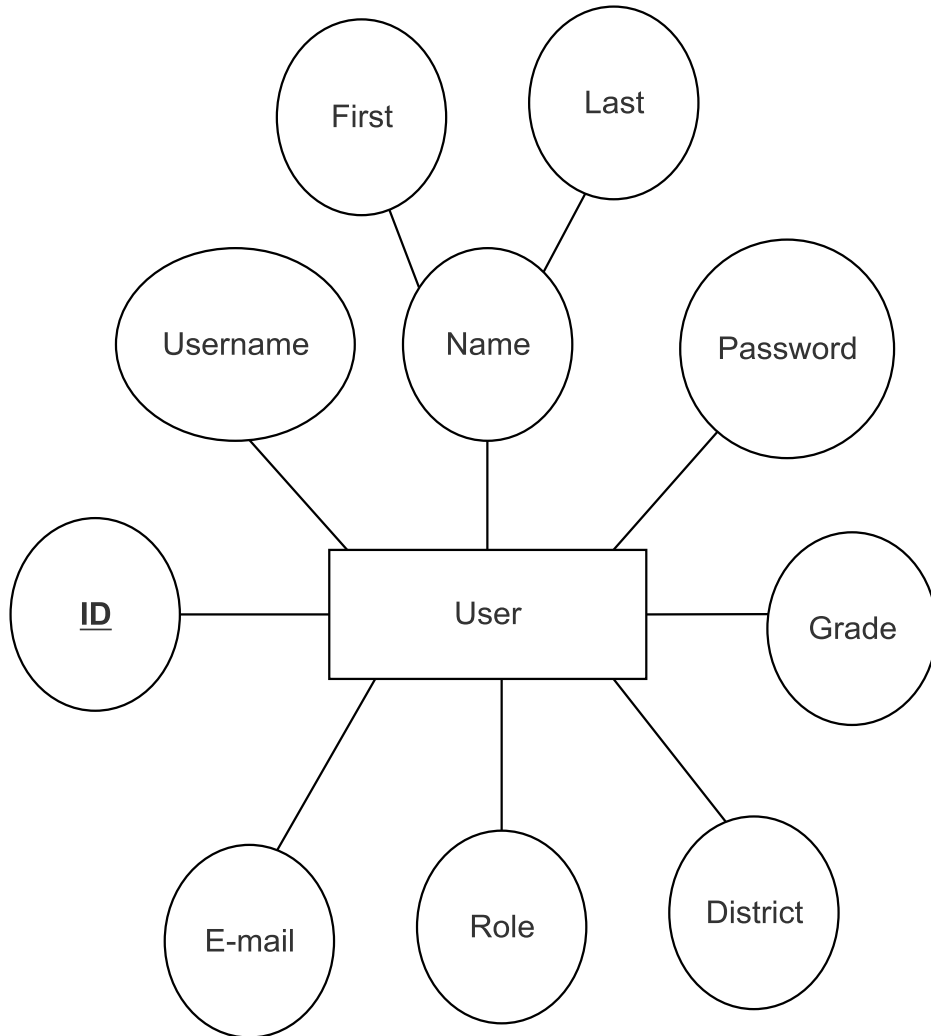 First
Last
Username
Name
Password
ID
User
Grade
E-mail
Role
District